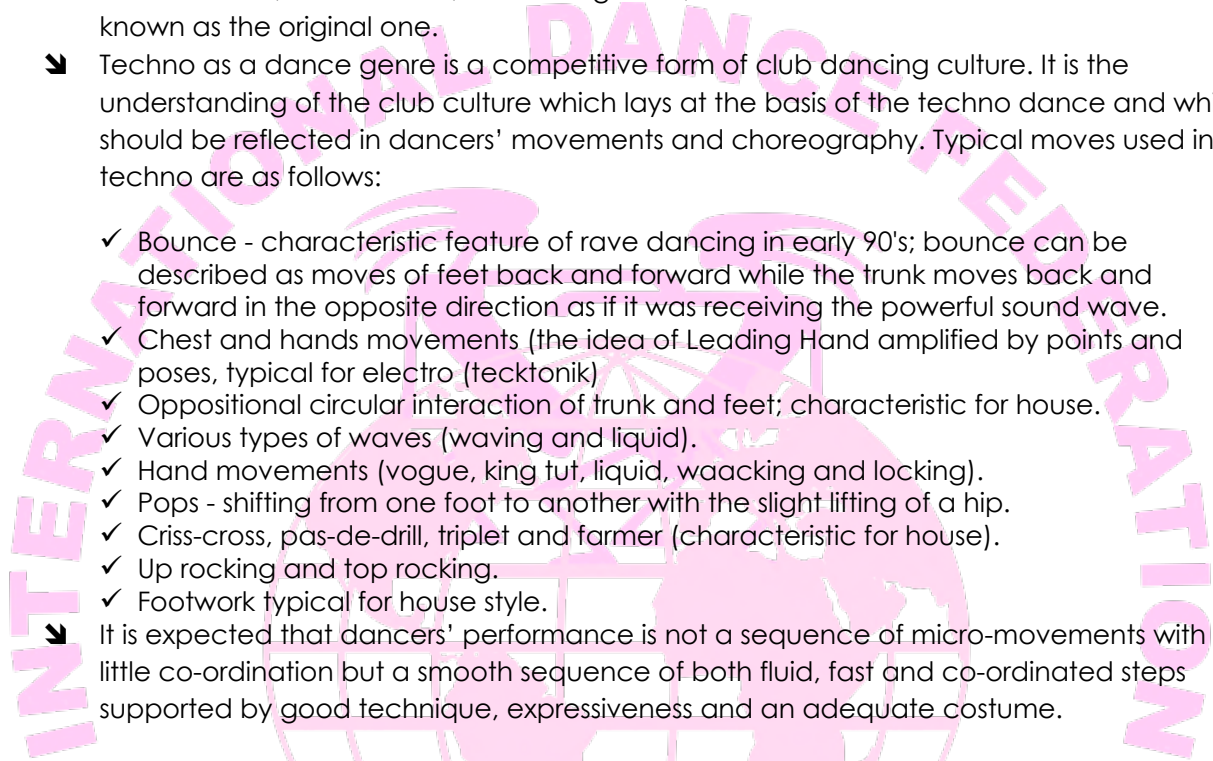 known as the original one.
Techno as a dance genre is a competitive form of club dancing culture. It is the
understanding of the club culture which lays at the basis of the techno dance and
should be reflected in dancers’ movements and choreography. Typical moves used in
techno are as follows:
✓ Bounce - characteristic feature of rave dancing in early 90's; bounce can be
described as moves of feet back and forward while the trunk moves back and
forward in the opposite direction as if it was receiving the powerful sound wave.
✓ Chest and hands movements (the idea of Leading Hand amplified by points and
poses, typical for electro (tecktonik)
✓ Oppositional circular interaction of trunk and feet; characteristic for house.
✓ Various types of waves (waving and liquid).
✓ Hand movements (vogue, king tut, liquid, waacking and locking).
✓ Pops - shifting from one foot to another with the slight lifting of a hip.
✓ Criss-cross, pas-de-drill, triplet and farmer (characteristic for house).
✓ Up rocking and top rocking.
✓ Footwork typical for house style.
It is expected that dancers’ performance is not a sequence of micro-movements with
little co-ordination but a smooth sequence of both fluid, fast and co-ordinated steps
supported by good technique, expressiveness and an adequate costume.
INTERNATIONAL DANCE FEDERATION